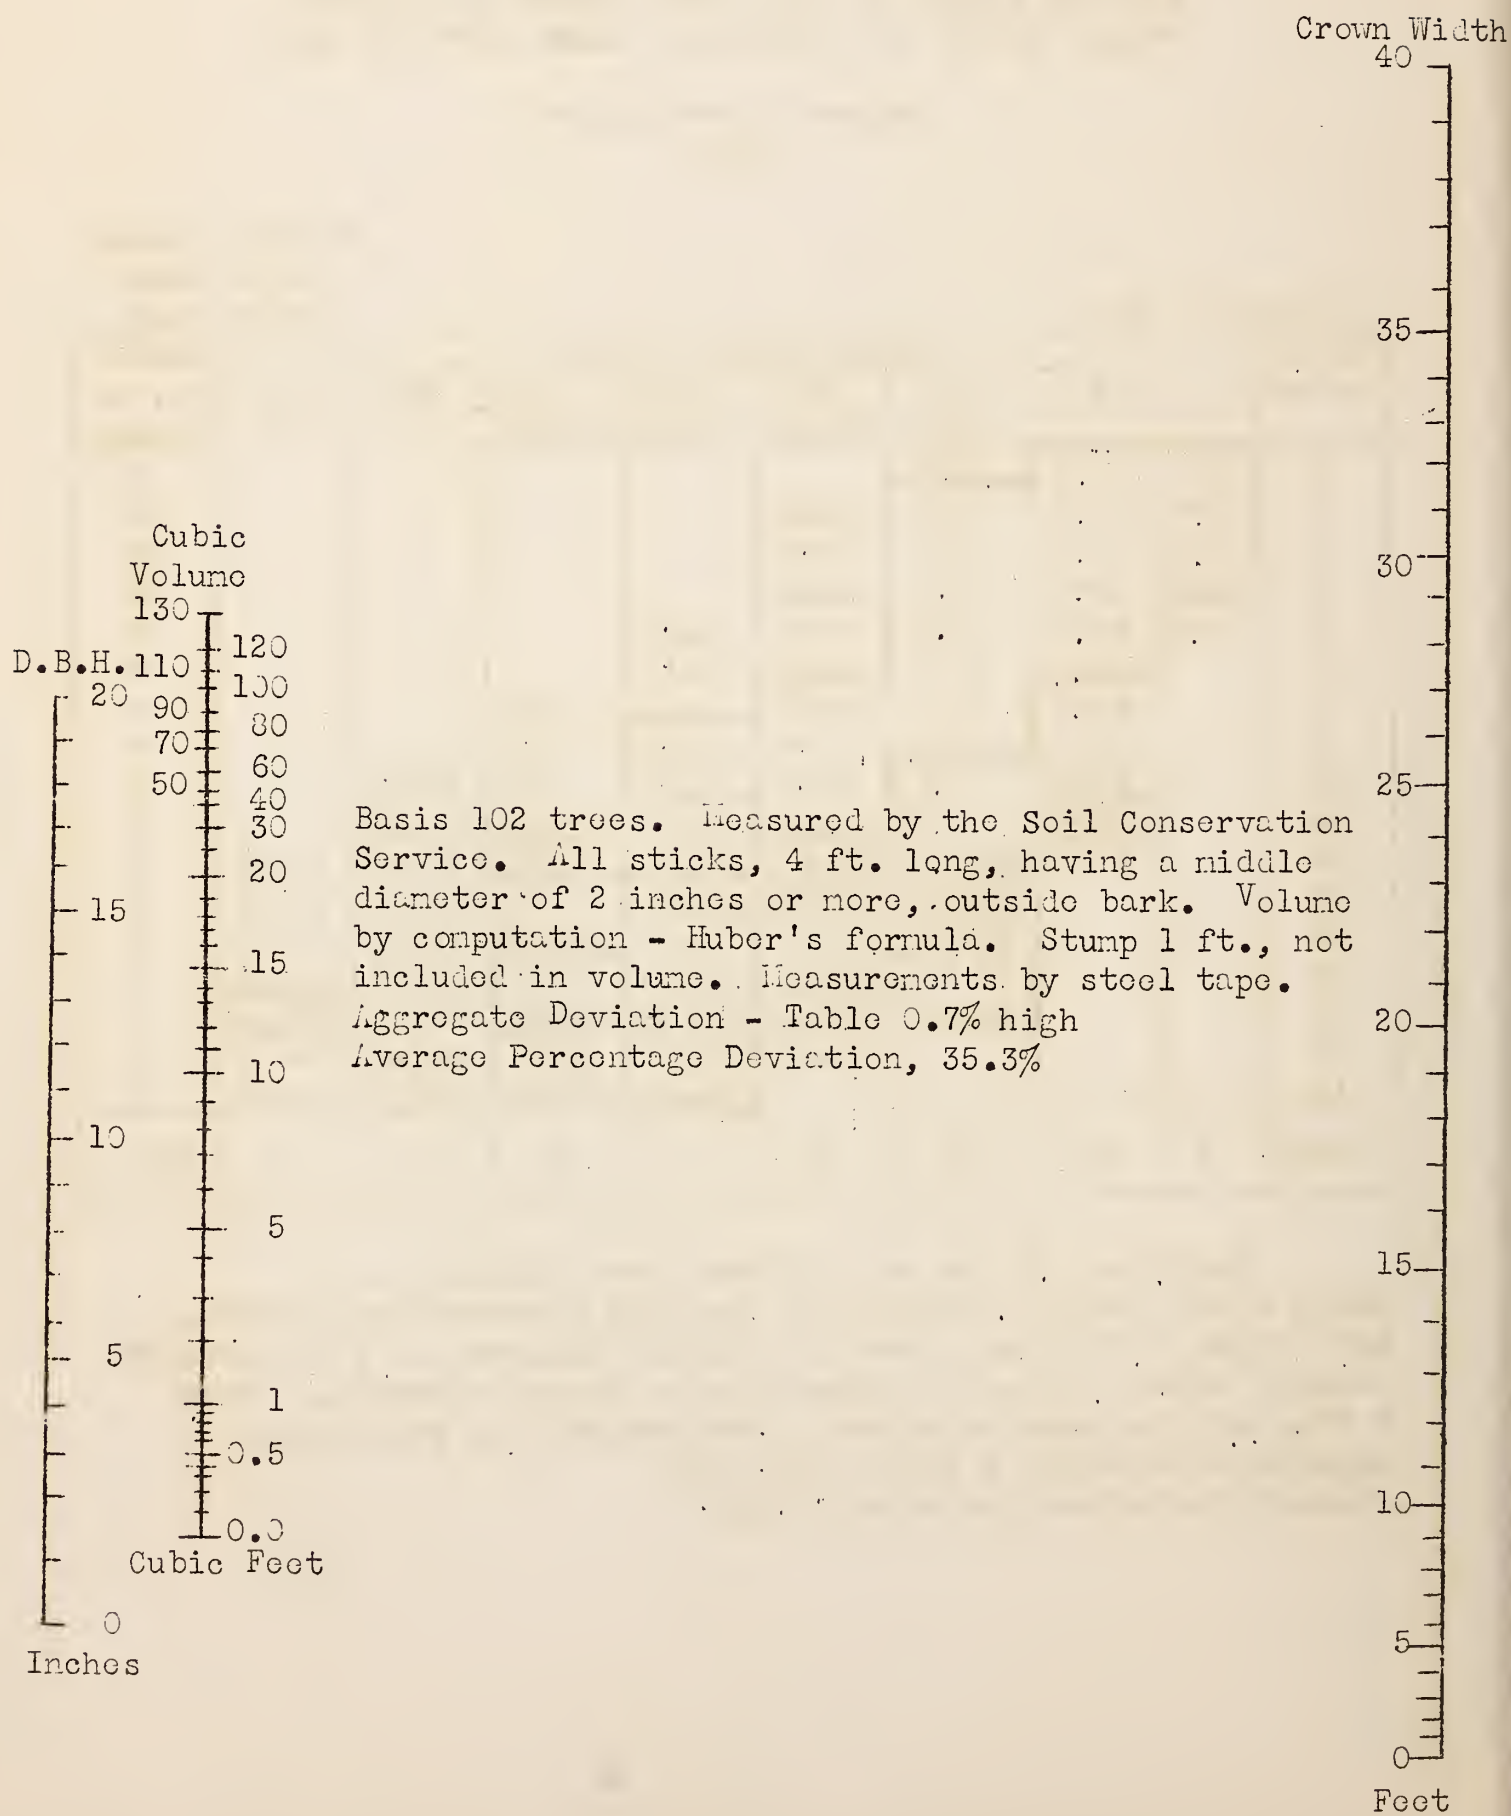 Crown Width
40
35
30
25
20
15
10
5
0
Feet
Cubic
Volume
130
120
110
100
90
80
70
60
50
40
30
20
15
10
5
1
0.5
0.0
Cubic Feet
D.B.H.
20
15
10
5
0
Inches
Basis 102 trees. Measured by the Soil Conservation
Service. All sticks, 4 ft. long, having a middle
diameter of 2 inches or more, outside bark. Volume
by computation - Huber's formula. Stump 1 ft., not
included in volume. Measurements by steel tape.
Aggregate Deviation - Table 0.7% high
Average Percentage Deviation, 35.3%